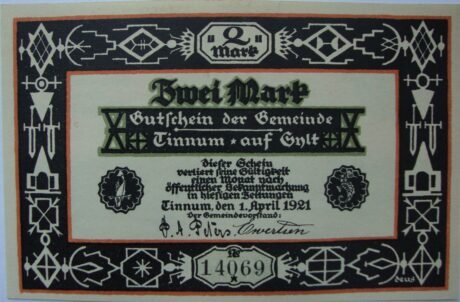 2
Mark
Zwei Mark
Gutschein der Gemeinde
Tinnum * auf Sylt
Dieser Schein
verliert seine Gültigkeit
einen Monat nach
öffentlicher Bekanntmachung
in hiesigen Zeitungen
Tinnum, den 1. April 1921
Der Gemeindevorstand:
№
14069
deus